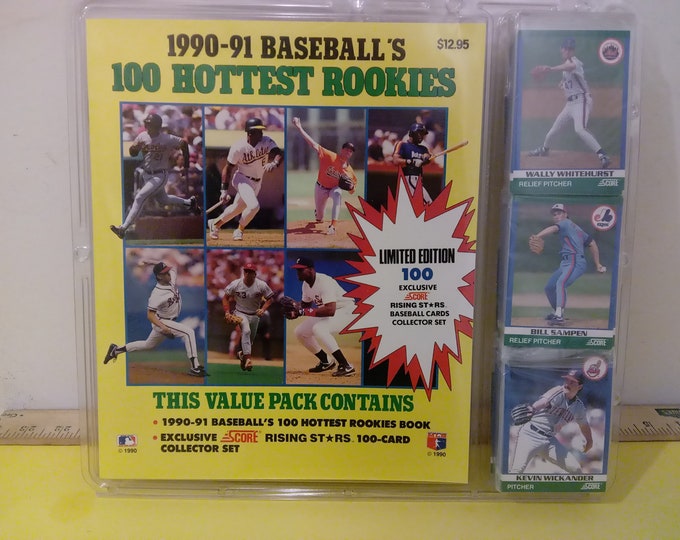 1990-91 BASEBALL'S
$12.95
100 HOTTEST ROOKIES
Athletics
LIMITED EDITION
100
EXCLUSIVE
SCORE
RISING ST★RS
BASEBALL CARDS
COLLECTOR SET
THIS VALUE PACK CONTAINS
• 1990-91 BASEBALL'S 100 HOTTEST ROOKIES BOOK
• EXCLUSIVE SCORE RISING ST★RS 100-CARD
COLLECTOR SET
© 1990
© 1990
WALLY WHITEHURST
RELIEF PITCHER
SCORE
BILL SAMPEN
RELIEF PITCHER
SCORE
KEVIN WICKANDER
PITCHER
SCORE